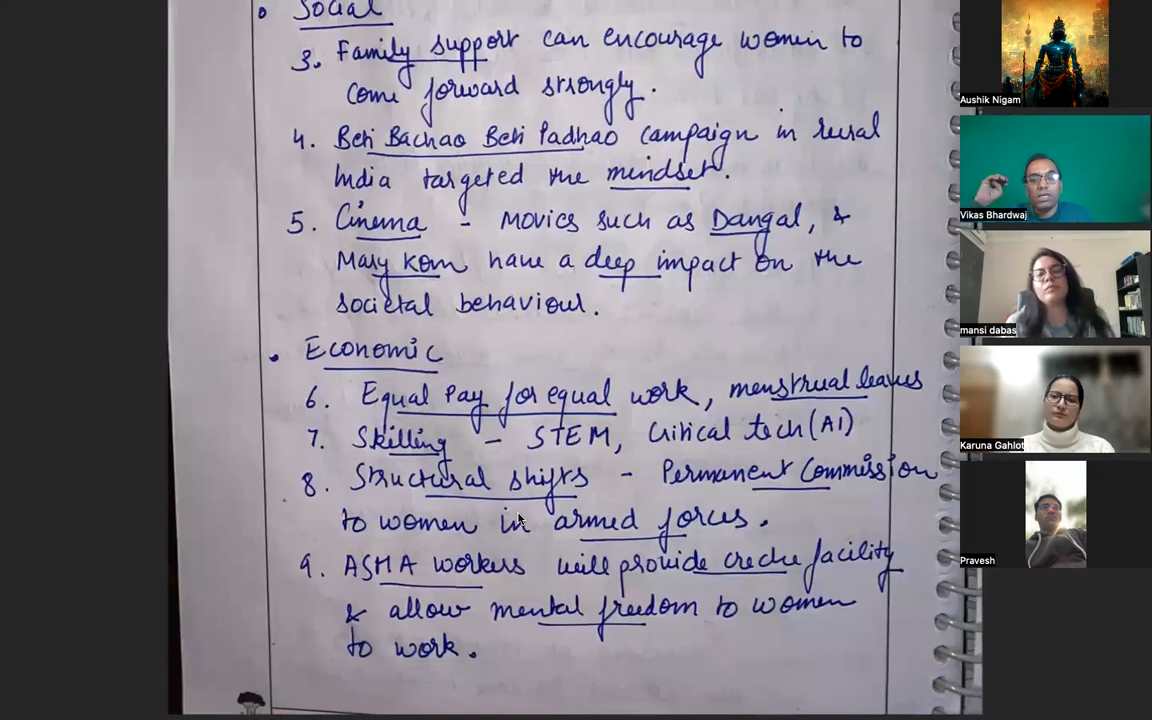 • Social
3. Family support can encourage women to
come forward strongly.
4. Beti Bachao Beti Padhao campaign in rural
India targeted the mindset.
5. Cinema - Movies such as Dangal, &
Mary Kom have a deep impact on the
societal behaviour.
• Economic
6. Equal Pay for equal work, menstrual leaves
7. Skilling - STEM, Critical tech (AI)
8. Structural shifts - Permanent Commission
to women in armed forces.
9. ASHA workers will provide creche facility
& allow mental freedom to women
to work.
Aushik Nigam
Vikas Bhardwaj
mansi dabas
Karuna Gahlot
Pravesh